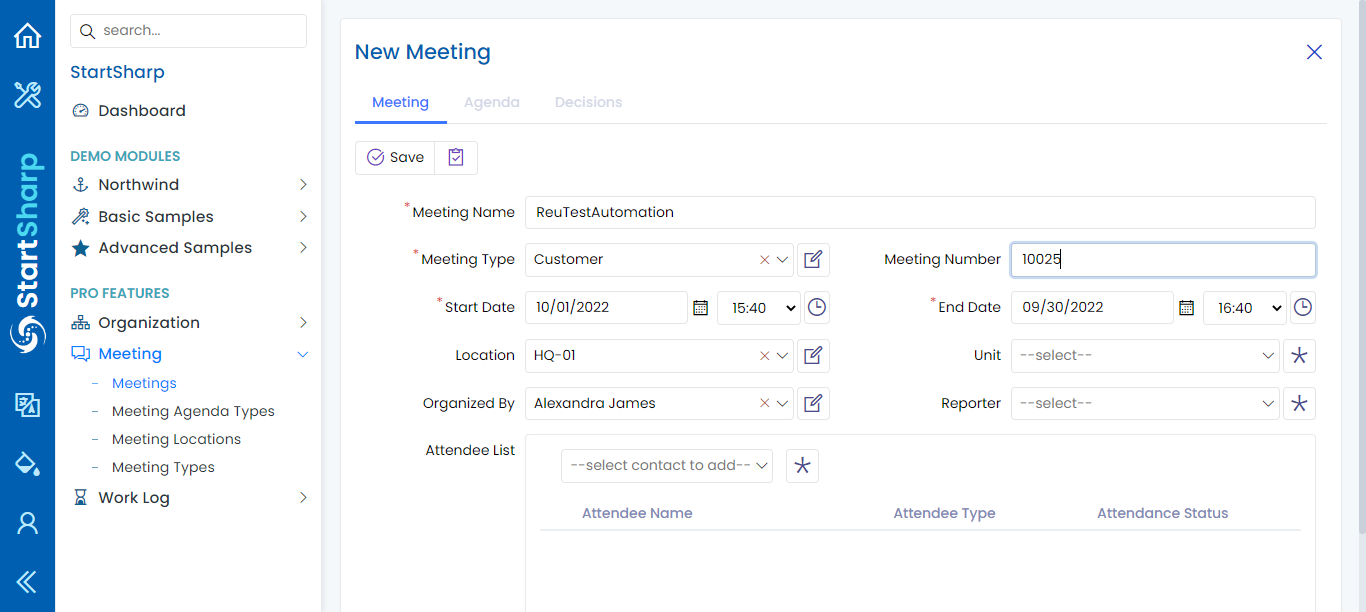 search...
StartSharp
Dashboard
DEMO MODULES
Northwind
Basic Samples
Advanced Samples
PRO FEATURES
Organization
Meeting
- Meetings
- Meeting Agenda Types
- Meeting Locations
- Meeting Types
Work Log
StartSharp
New Meeting
Meeting Agenda Decisions
Save
*Meeting Name ReuTestAutomation
*Meeting Type Customer Meeting Number 10025
*Start Date 10/01/2022 15:40 *End Date 09/30/2022 16:40
Location HQ-01 Unit --select--
Organized By Alexandra James Reporter --select--
Attendee List
--select contact to add--
Attendee Name Attendee Type Attendance Status